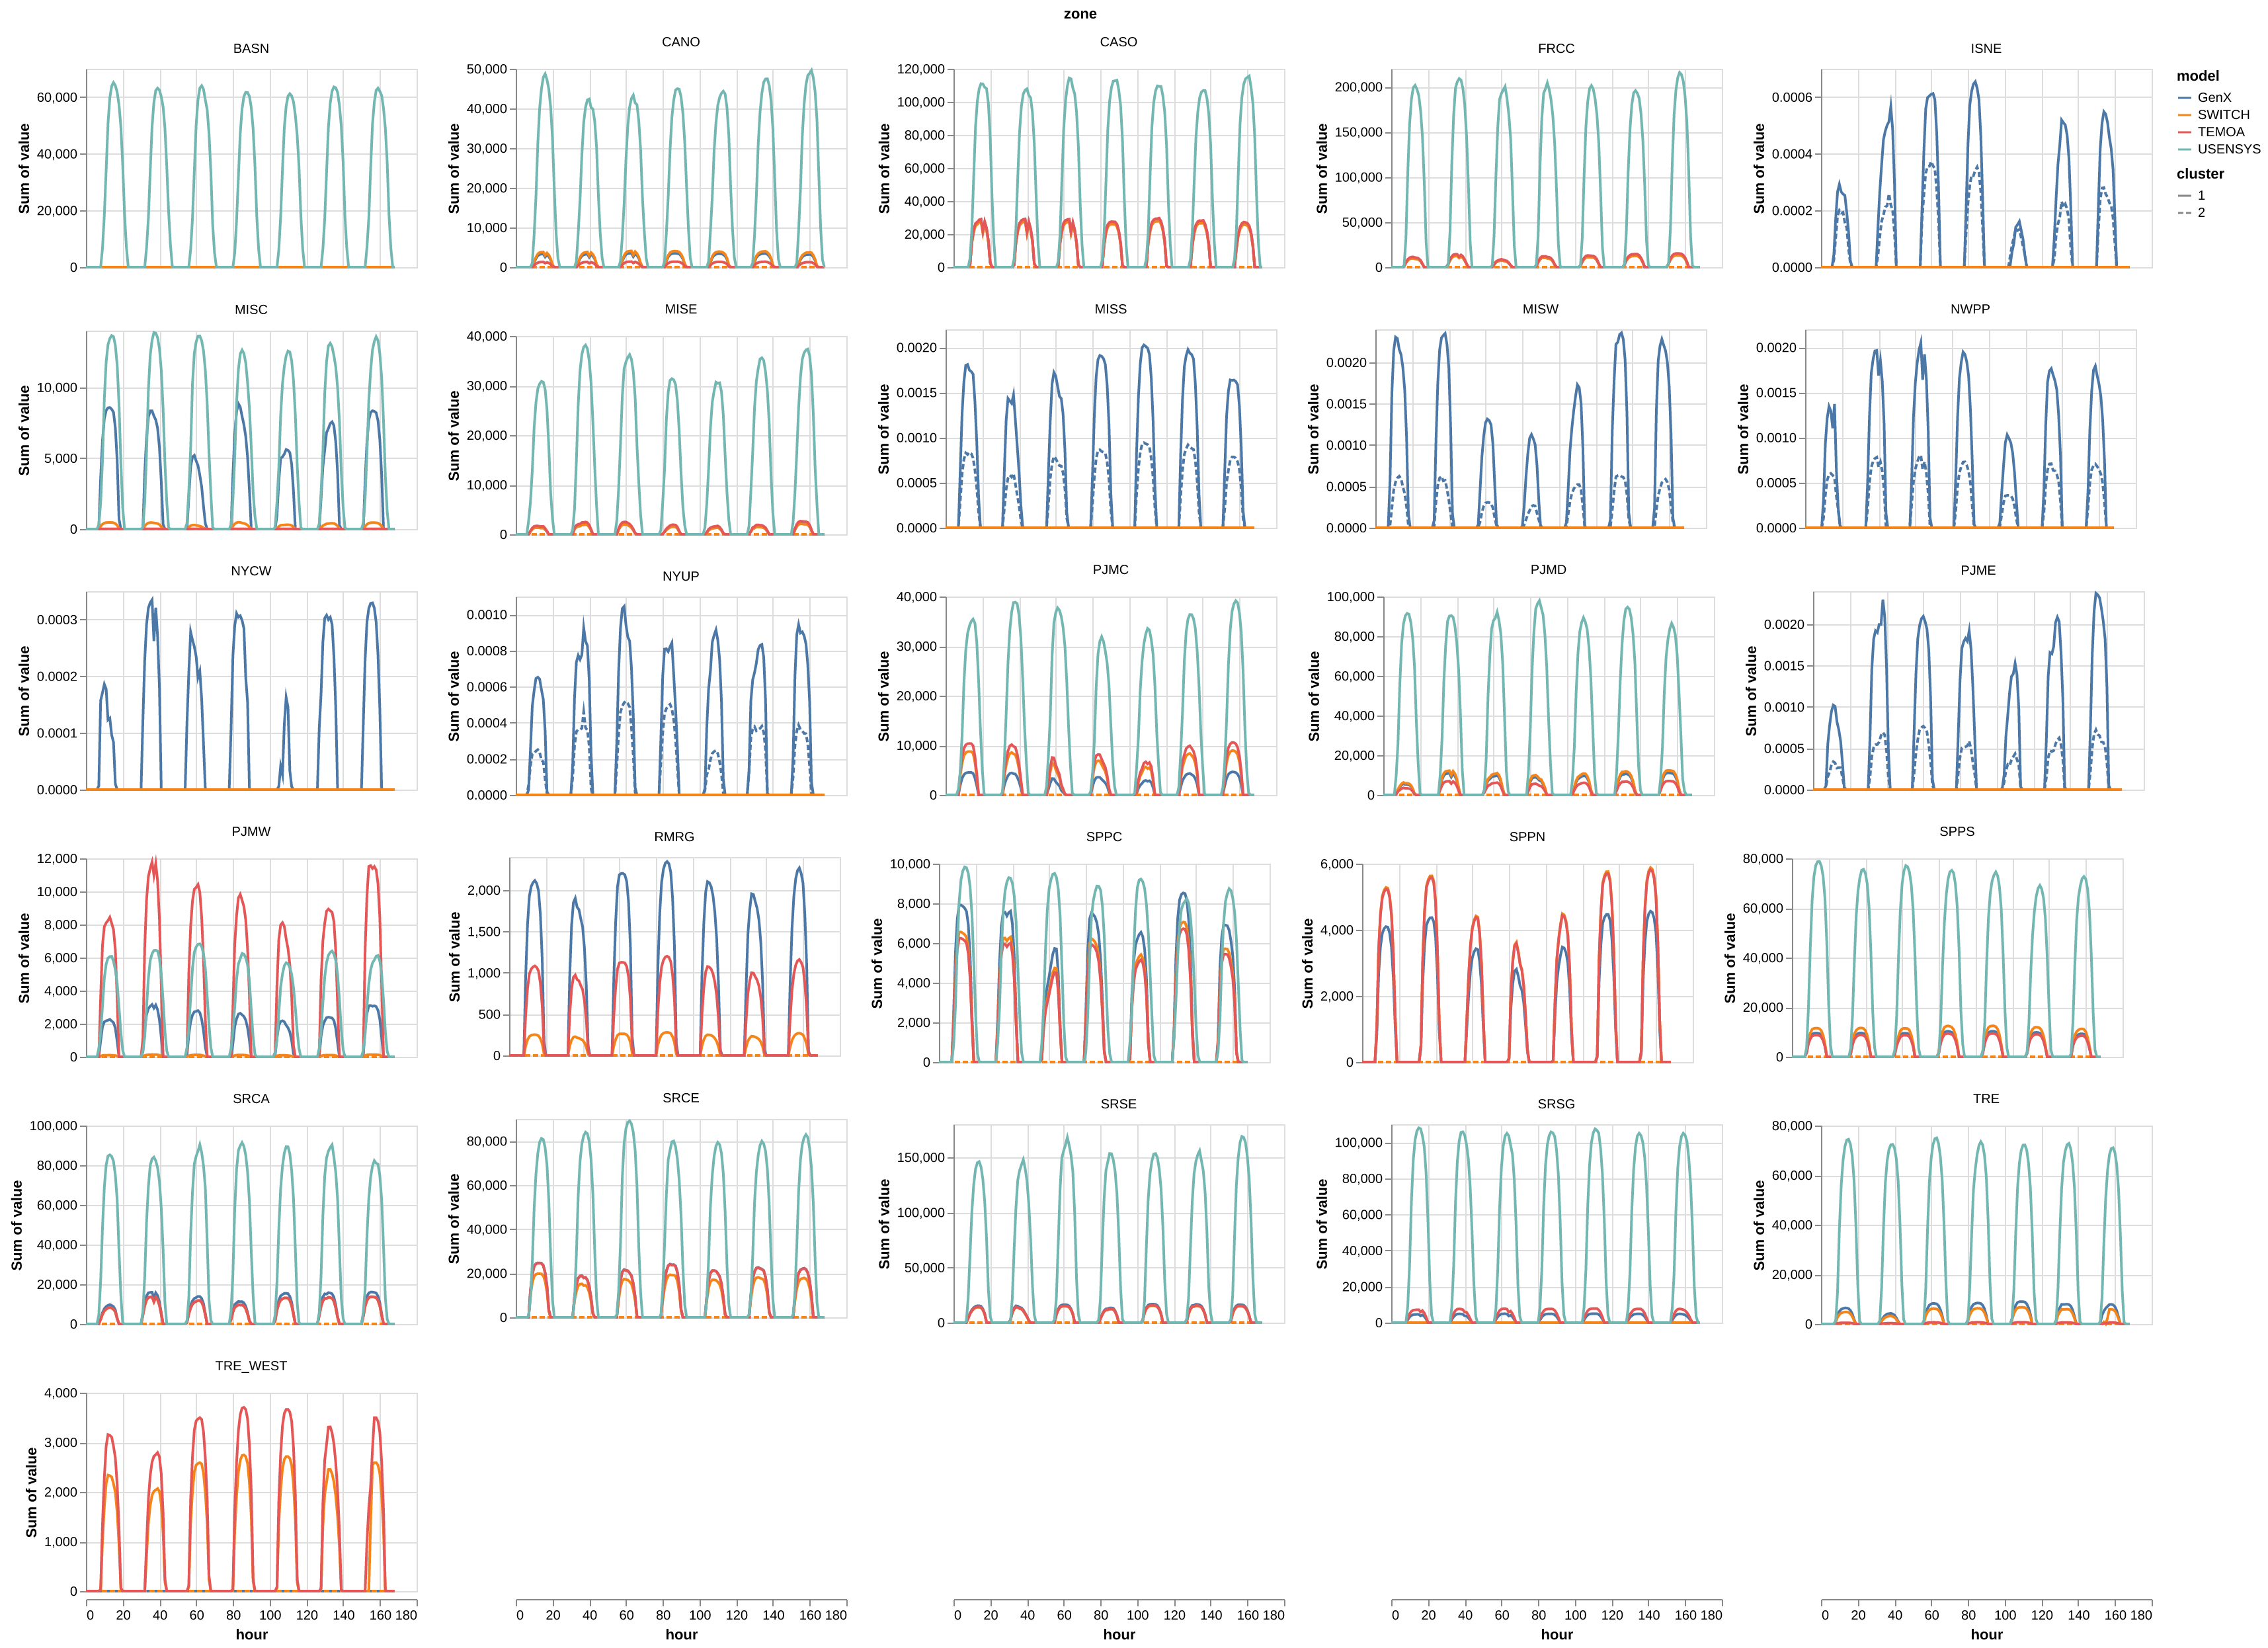 zone
BASN
CANO
CASO
FRCC
ISNE
model
GenX
SWITCH
TEMOA
USENSYS
cluster
1
2
Sum of value
60,000
40,000
20,000
0
Sum of value
50,000
40,000
30,000
20,000
10,000
0
Sum of value
120,000
100,000
80,000
60,000
40,000
20,000
0
Sum of value
200,000
150,000
100,000
50,000
0
Sum of value
0.0006
0.0004
0.0002
0.0000
MISC
MISE
MISS
MISW
NWPP
Sum of value
10,000
5,000
0
Sum of value
40,000
30,000
20,000
10,000
0
Sum of value
0.0020
0.0015
0.0010
0.0005
0.0000
Sum of value
0.0020
0.0015
0.0010
0.0005
0.0000
Sum of value
0.0020
0.0015
0.0010
0.0005
0.0000
NYCW
NYUP
PJMC
PJMD
PJME
Sum of value
0.0003
0.0002
0.0001
0.0000
Sum of value
0.0010
0.0008
0.0006
0.0004
0.0002
0.0000
Sum of value
40,000
30,000
20,000
10,000
0
Sum of value
100,000
80,000
60,000
40,000
20,000
0
Sum of value
0.0020
0.0015
0.0010
0.0005
0.0000
PJMW
RMRG
SPPC
SPPN
SPPS
Sum of value
12,000
10,000
8,000
6,000
4,000
2,000
0
Sum of value
2,000
1,500
1,000
500
0
Sum of value
10,000
8,000
6,000
4,000
2,000
0
Sum of value
6,000
4,000
2,000
0
Sum of value
80,000
60,000
40,000
20,000
0
SRCA
SRCE
SRSE
SRSG
TRE
Sum of value
100,000
80,000
60,000
40,000
20,000
0
Sum of value
80,000
60,000
40,000
20,000
0
Sum of value
150,000
100,000
50,000
0
Sum of value
100,000
80,000
60,000
40,000
20,000
0
Sum of value
80,000
60,000
40,000
20,000
0
TRE_WEST
Sum of value
4,000
3,000
2,000
1,000
0
0 20 40 60 80 100 120 140 160 180
hour
0 20 40 60 80 100 120 140 160 180
hour
0 20 40 60 80 100 120 140 160 180
hour
0 20 40 60 80 100 120 140 160 180
hour
0 20 40 60 80 100 120 140 160 180
hour